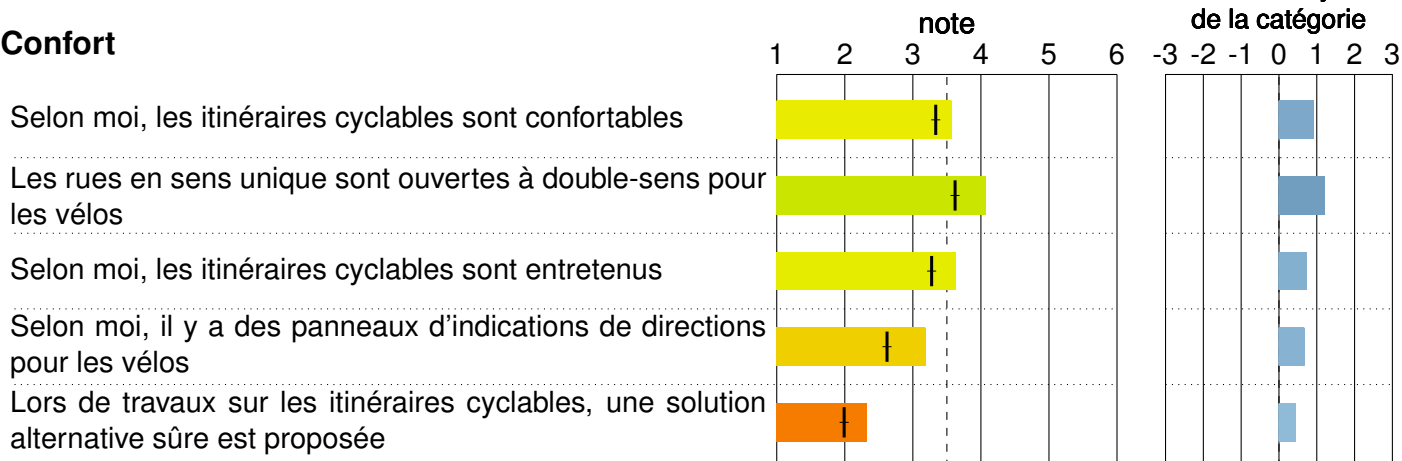 Confort
note
de la catégorie
1 2 3 4 5 6
-3 -2 -1 0 1 2 3
Selon moi, les itinéraires cyclables sont confortables
Les rues en sens unique sont ouvertes à double-sens pour
les vélos
Selon moi, les itinéraires cyclables sont entretenus
Selon moi, il y a des panneaux d'indications de directions
pour les vélos
Lors de travaux sur les itinéraires cyclables, une solution
alternative sûre est proposée